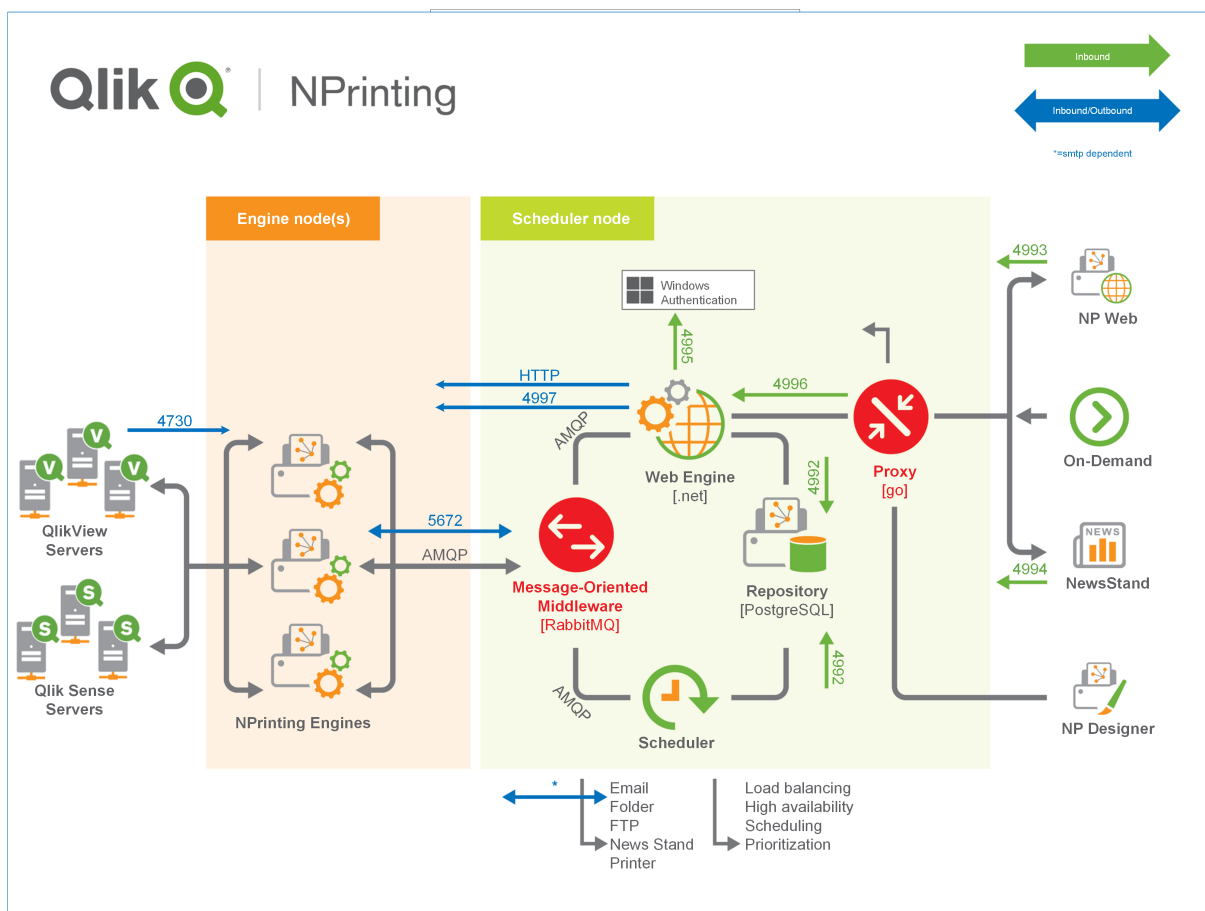 Qlik
®
NPrinting
Inbound
Inbound/Outbound
*=smtp dependent
Engine node(s)
Scheduler node
Windows
Authentication
4993
NP Web
4995
HTTP
4997
4996
AMQP
4730
V
V
V
QlikView
Servers
Web Engine
[.net]
4992
Proxy
[go]
On-Demand
5672
AMQP
Message-Oriented
Middleware
[RabbitMQ]
Repository
[PostgreSQL]
NEWS
4994
NewsStand
S
S
S
Qlik Sense
Servers
NPrinting Engines
AMQP
4992
Scheduler
NP Designer
*
Email
Folder
FTP
News Stand
Printer
Load balancing
High availability
Scheduling
Prioritization